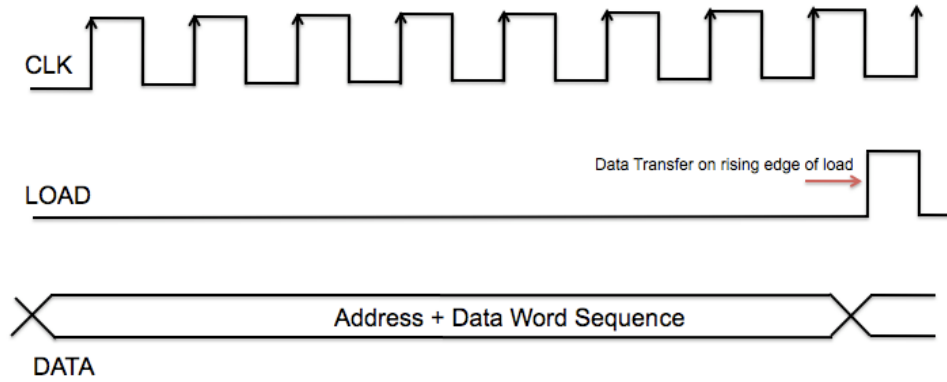 CLK
Data Transfer on rising edge of load
LOAD
Address + Data Word Sequence
DATA